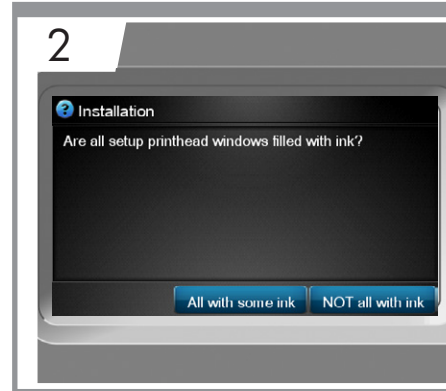 2
Installation
Are all setup printhead windows filled with ink?
All with some ink NOT all with ink